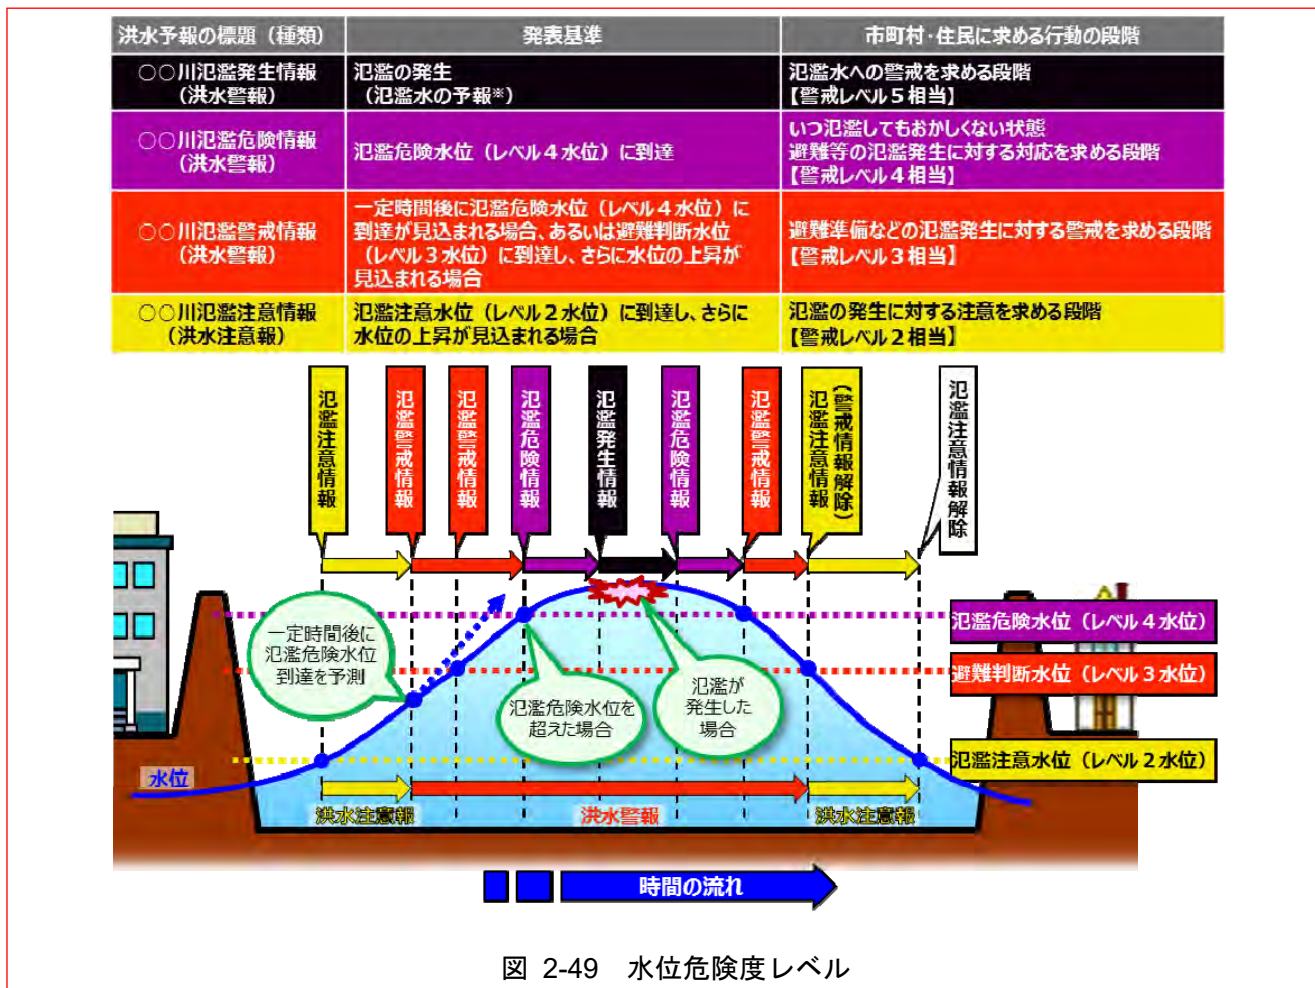 洪水予報の標題（種類）
発表基準
市町村・住民に求める行動の段階
○○川氾濫発生情報
（洪水警報）
氾濫の発生
（氾濫水の予報※）
氾濫水への警戒を求める段階
【警戒レベル５相当】
○○川氾濫危険情報
（洪水警報）
氾濫危険水位（レベル４水位）に到達
いつ氾濫してもおかしくない状態
避難等の氾濫発生に対する対応を求める段階
【警戒レベル４相当】
○○川氾濫警戒情報
（洪水警報）
一定時間後に氾濫危険水位（レベル４水位）に
到達が見込まれる場合、あるいは避難判断水位
（レベル３水位）に到達し、さらに水位の上昇が
見込まれる場合
避難準備などの氾濫発生に対する警戒を求める段階
【警戒レベル３相当】
○○川氾濫注意情報
（洪水注意報）
氾濫注意水位（レベル２水位）に到達し、さらに
水位の上昇が見込まれる場合
氾濫の発生に対する注意を求める段階
【警戒レベル２相当】
氾濫注意情報
氾濫警戒情報
氾濫警戒情報
氾濫危険情報
氾濫発生情報
氾濫危険情報
氾濫警戒情報
（警戒情報解除）
氾濫注意情報
氾濫注意情報解除
一定時間後に
氾濫危険水位
到達を予測
氾濫危険水位を
超えた場合
氾濫が
発生した
場合
氾濫危険水位（レベル４水位）
避難判断水位（レベル３水位）
氾濫注意水位（レベル２水位）
水位
洪水注意報
洪水警報
洪水注意報
時間の流れ
図 2-49　水位危険度レベル